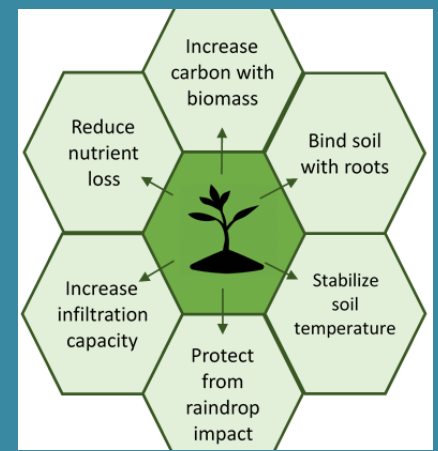 Increase
carbon with
biomass
Reduce
nutrient
loss
Bind soil
with roots
Increase
infiltration
capacity
Stabilize
soil
temperature
Protect
from
raindrop
impact